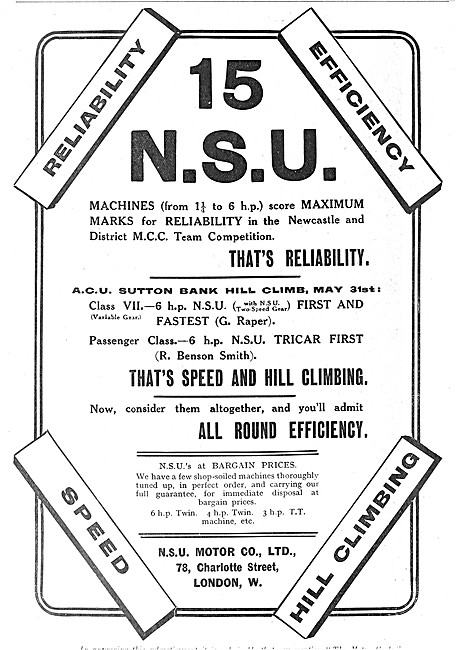 RELIABILITY
EFFICIENCY
15
N.S.U.
MACHINES (from 1¼ to 6 h.p.) score MAXIMUM
MARKS for RELIABILITY in the Newcastle and
District M.C.C. Team Competition.
THAT'S RELIABILITY.
A.C.U. SUTTON BANK HILL CLIMB, MAY 31st:
Class VII.—6 h.p. N.S.U. (with N.S.U. Two-Speed Gear) FIRST AND
(Variable Gear.) FASTEST (G. Raper).
Passenger Class.—6 h.p. N.S.U. TRICAR FIRST
(R. Benson Smith).
THAT'S SPEED AND HILL CLIMBING.
Now, consider them altogether, and you'll admit
ALL ROUND EFFICIENCY.
N.S.U.'s at BARGAIN PRICES.
We have a few shop-soiled machines thoroughly
tuned up, in perfect order, and carrying our
full guarantee, for immediate disposal at
bargain prices.
6 h.p. Twin. 4 h.p. Twin. 3 h.p. T.T.
machine, etc.
N.S.U. MOTOR CO., LTD.,
78, Charlotte Street,
LONDON, W.
SPEED
HILL CLIMBING